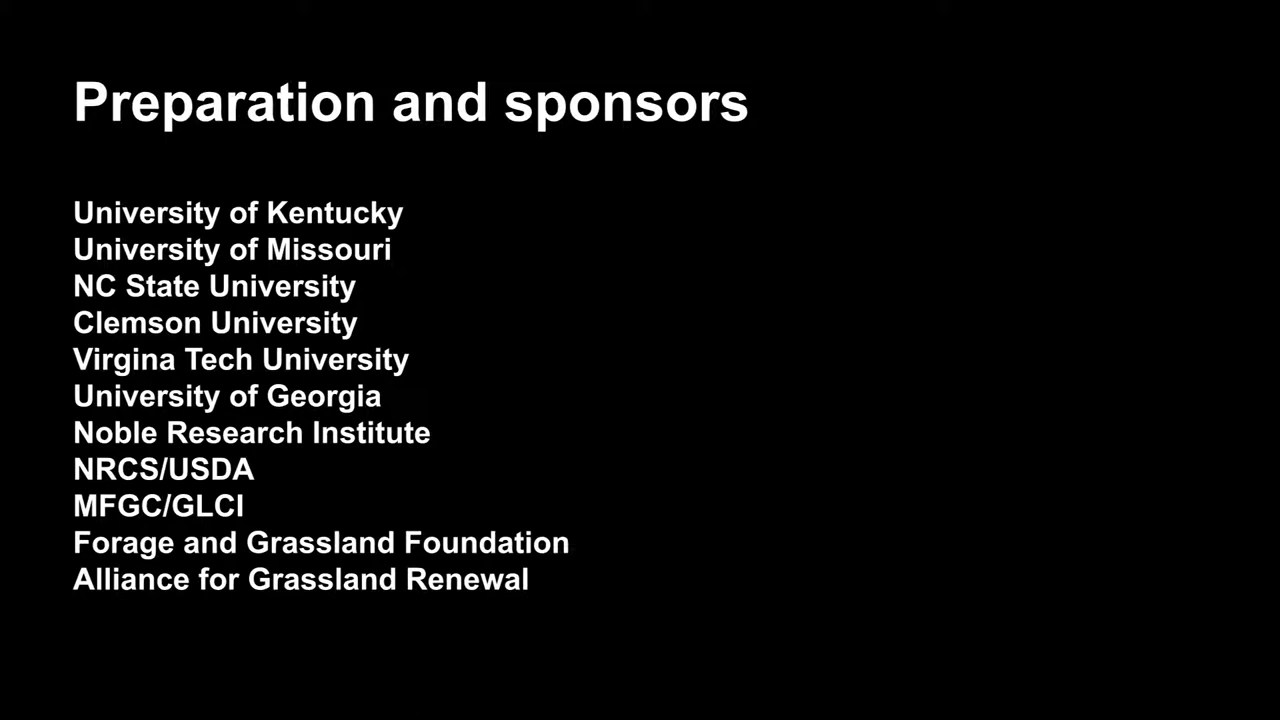 Preparation and sponsors
University of Kentucky
University of Missouri
NC State University
Clemson University
Virgina Tech University
University of Georgia
Noble Research Institute
NRCS/USDA
MFGC/GLCI
Forage and Grassland Foundation
Alliance for Grassland Renewal